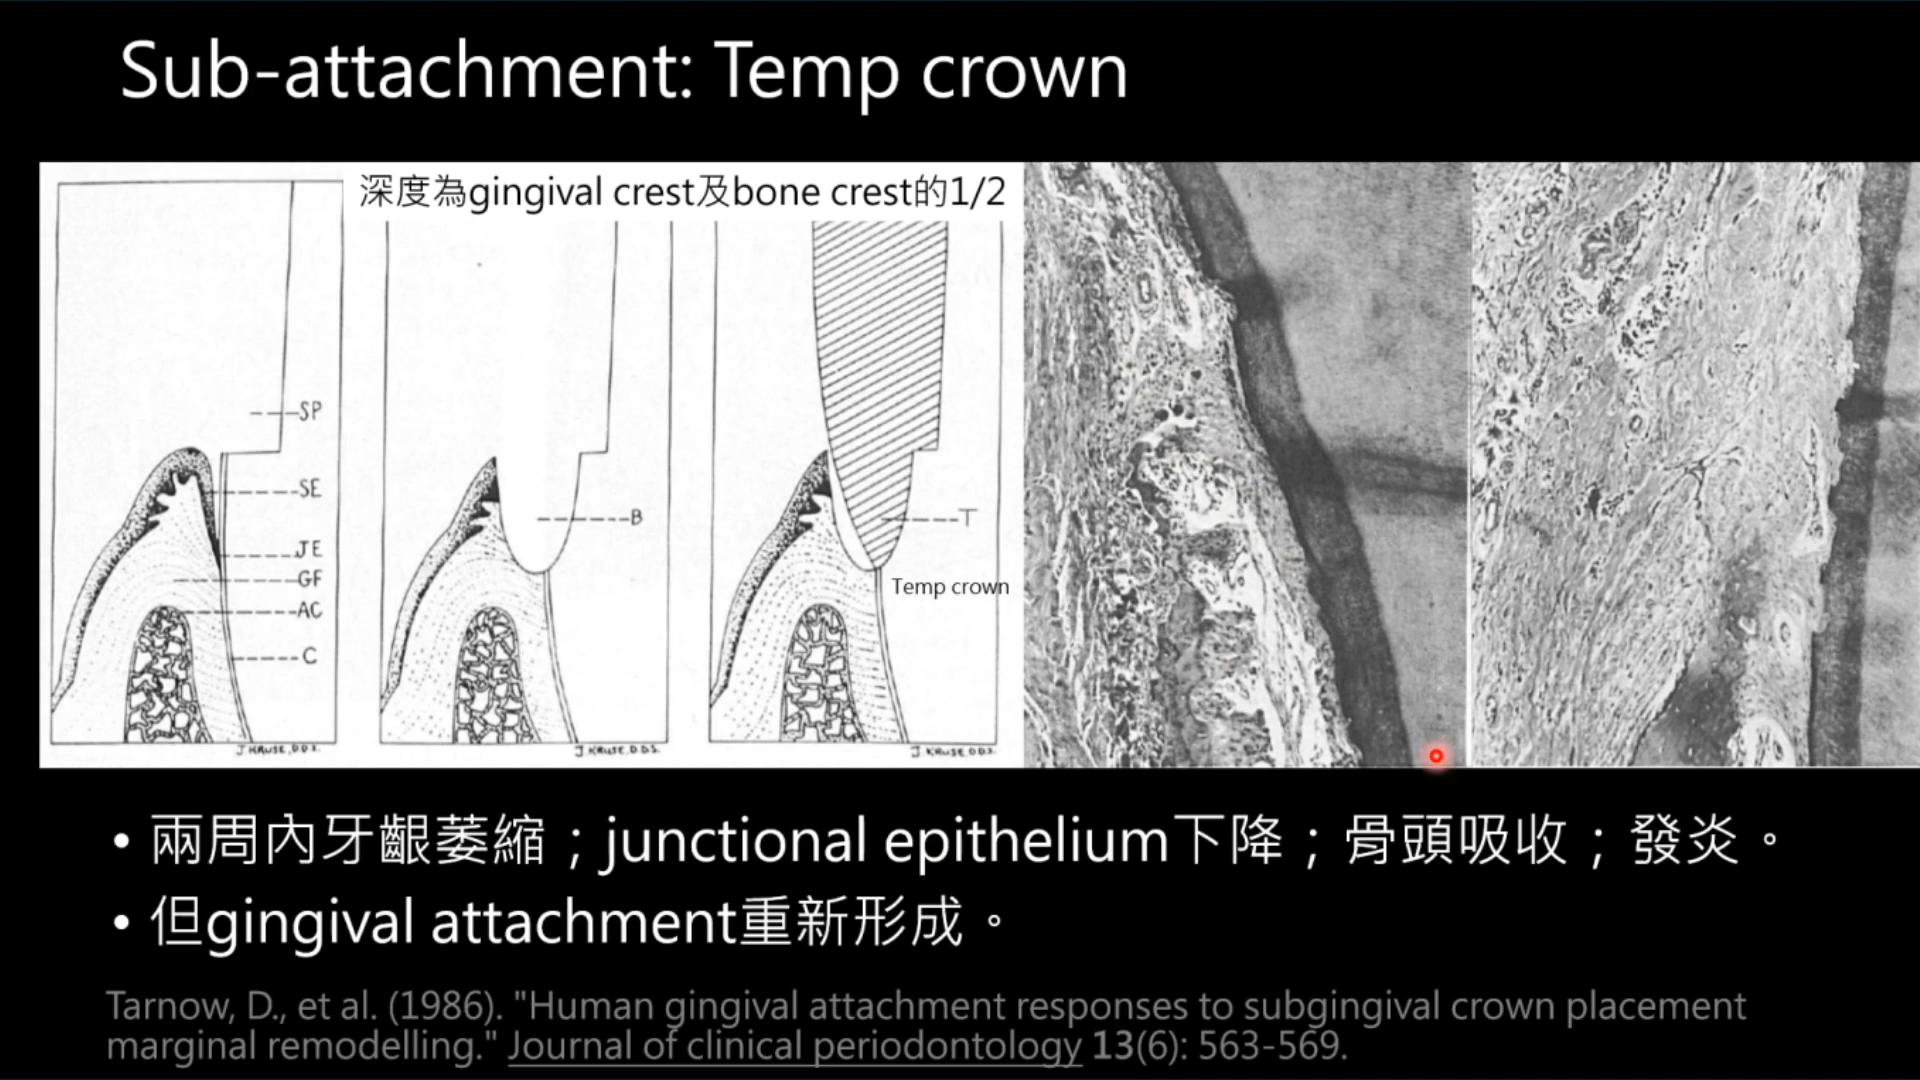 Sub-attachment: Temp crown
深度為gingival crest及bone crest的1/2
SP
SE
JE
GF
AC
C
J KRUSE, D.D.S.
B
J KRUSE, D.D.S.
T
Temp crown
J KRUSE D.D.S.
• 兩周內牙齦萎縮；junctional epithelium下降；骨頭吸收；發炎。
• 但gingival attachment重新形成。
Tarnow, D., et al. (1986). "Human gingival attachment responses to subgingival crown placement
marginal remodelling." Journal of clinical periodontology 13(6): 563-569.